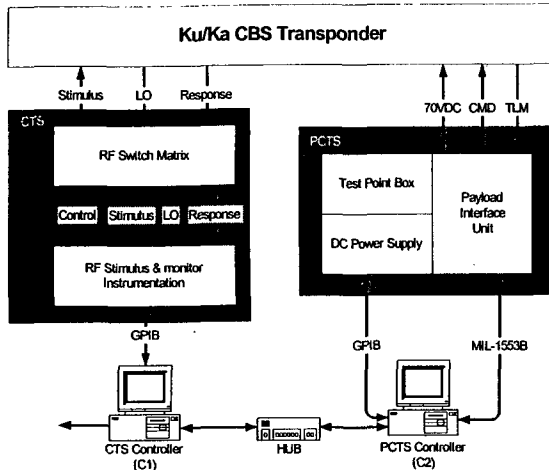 Ku/Ka CBS Transponder
Stimulus
LO
Response
70VDC
CMD
TLM
CTS
RF Switch Matrix
Control
Stimulus
LO
Response
RF Stimulus & monitor
Instrumentation
PCTS
Test Point Box
DC Power Supply
Payload
Interface
Unit
GPIB
GPIB
MIL-1553B
CTS Controller
(C1)
HUB
PCTS Controller
(C2)